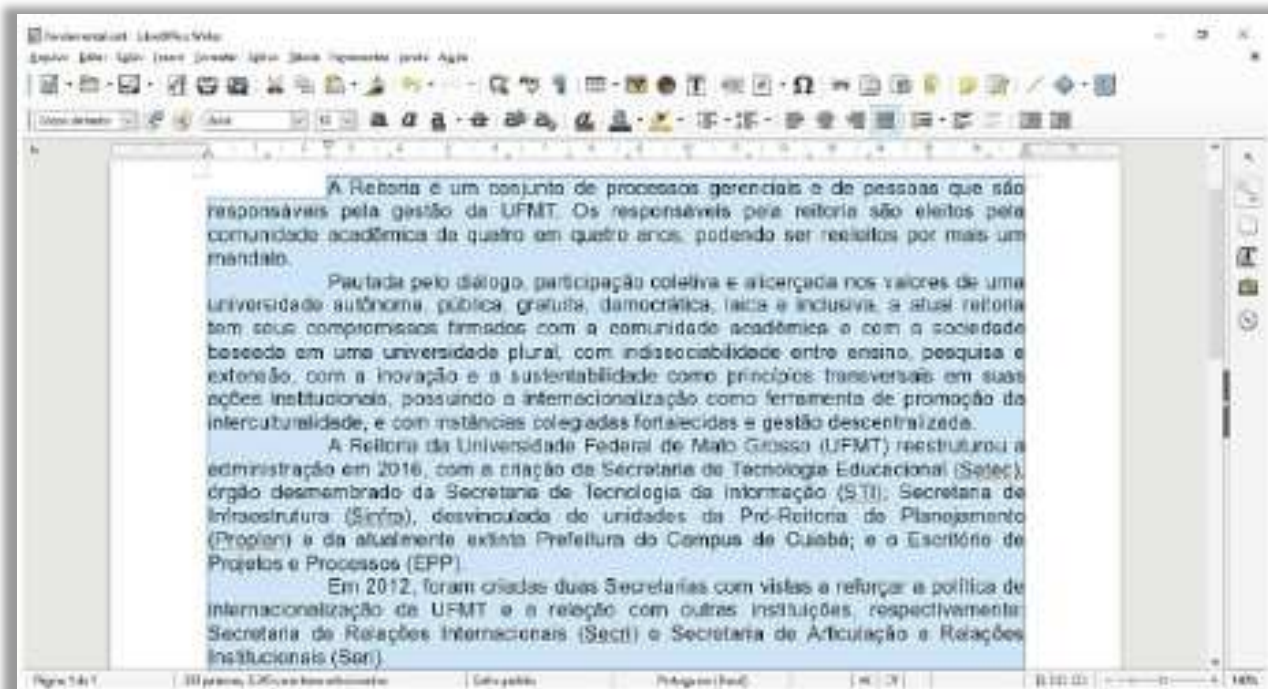 LibreOffice Writer
A Reitoria é um conjunto de processos gerenciais e de pessoas que são
responsáveis pela gestão da UFMT. Os responsáveis pela reitoria são eleitos pela
comunidade acadêmica de quatro em quatro anos, podendo ser reeleitos por mais um
mandato.
Pautada pelo diálogo, participação coletiva e alicerçada nos valores de uma
universidade autônoma, pública, gratuita, democrática, laica e inclusiva, a atual reitoria
tem seus compromissos firmados com a comunidade acadêmica e com a sociedade
baseada em uma universidade plural, com indissociabilidade entre ensino, pesquisa e
extensão, com a inovação e a sustentabilidade como princípios transversais em suas
ações institucionais, possuindo a internacionalização como ferramenta de promoção da
interculturalidade, e com instâncias colegiadas fortalecidas e gestão descentralizada.
A Reitoria da Universidade Federal de Mato Grosso (UFMT) reestruturou a
administração em 2016, com a criação da Secretaria de Tecnologia Educacional (Setec),
órgão desmembrado da Secretaria de Tecnologia da Informação (STI); Secretaria de
Infraestrutura (Sinfra), desvinculada de unidades da Pró-Reitoria de Planejamento
(Proplan) e da atualmente extinta Prefeitura do Campus de Cuiabá; e o Escritório de
Projetos e Processos (EPP).
Em 2012, foram criadas duas Secretarias com vistas a reforçar a política de
internacionalização da UFMT e a relação com outras instituições, respectivamente:
Secretaria de Relações Internacionais (Secri) e Secretaria de Articulação e Relações
Institucionais (Sari).
Página 1 de 1